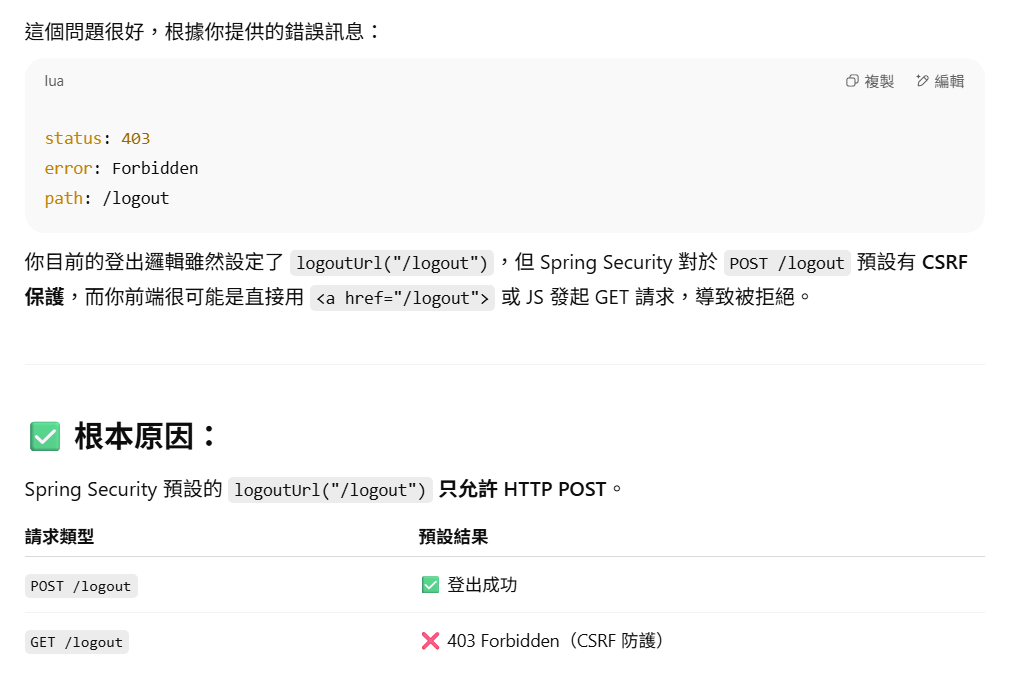 這個問題很好，根據你提供的錯誤訊息：
lua
複製
編輯
status: 403
error: Forbidden
path: /logout
你目前的登出邏輯雖然設定了 logoutUrl("/logout")，但 Spring Security 對於 POST /logout 預設有 CSRF
保護，而你前端很可能是直接用 <a href="/logout"> 或 JS 發起 GET 請求，導致被拒絕。
✅ 根本原因：
Spring Security 預設的 logoutUrl("/logout") 只允許 HTTP POST。
請求類型 預設結果
POST /logout ✅ 登出成功
GET /logout ❌ 403 Forbidden（CSRF 防護）